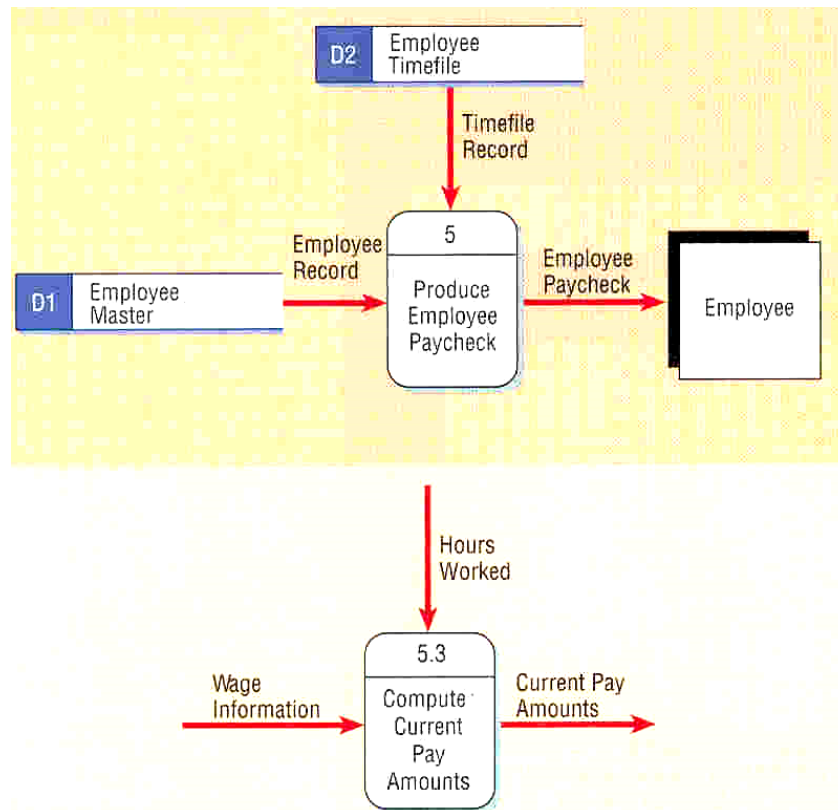 D2
Employee
Timefile
Timefile
Record
Employee
Record
D1
Employee
Master
5
Produce
Employee
Paycheck
Employee
Paycheck
Employee
Hours
Worked
Wage
Information
5.3
Compute
Current
Pay
Amounts
Current Pay
Amounts